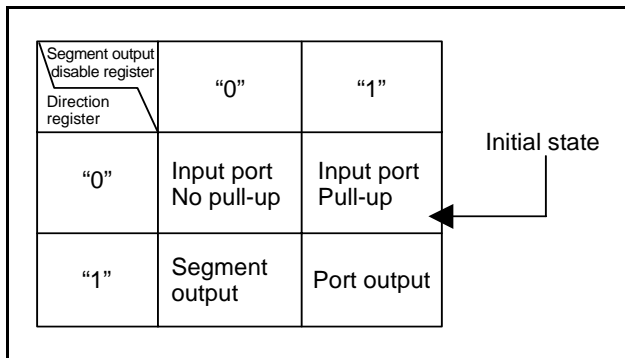 Segment output
disable register
Direction
register
“0”
“1”
Initial state
“0”
Input port
No pull-up
Input port
Pull-up
“1”
Segment
output
Port output